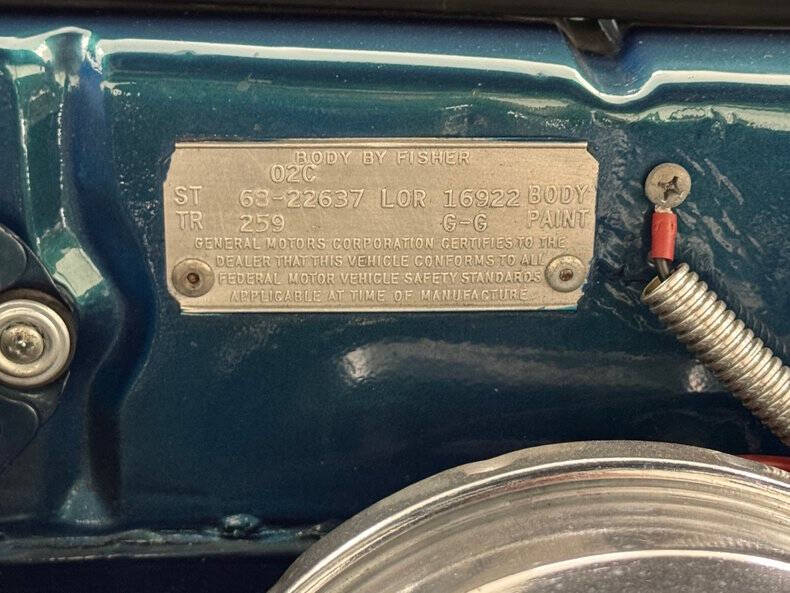 BODY BY FISHER
02C
ST 68-22637 LOR 16922 BODY
TR 259 G-G PAINT
GENERAL MOTORS CORPORATION CERTIFIES TO THE
DEALER THAT THIS VEHICLE CONFORMS TO ALL
FEDERAL MOTOR VEHICLE SAFETY STANDARDS
APPLICABLE AT TIME OF MANUFACTURE